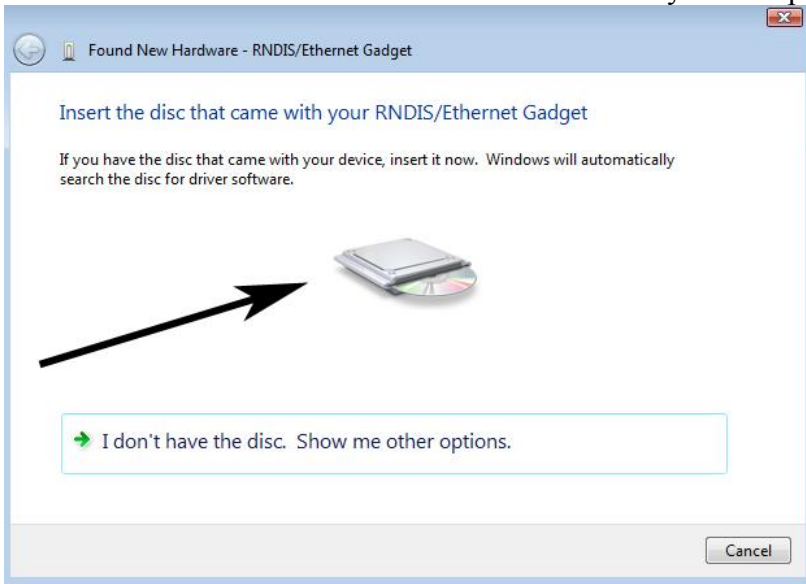 Found New Hardware - RNDIS/Ethernet Gadget
Insert the disc that came with your RNDIS/Ethernet Gadget
If you have the disc that came with your device, insert it now. Windows will automatically
search the disc for driver software.
I don't have the disc. Show me other options.
Cancel